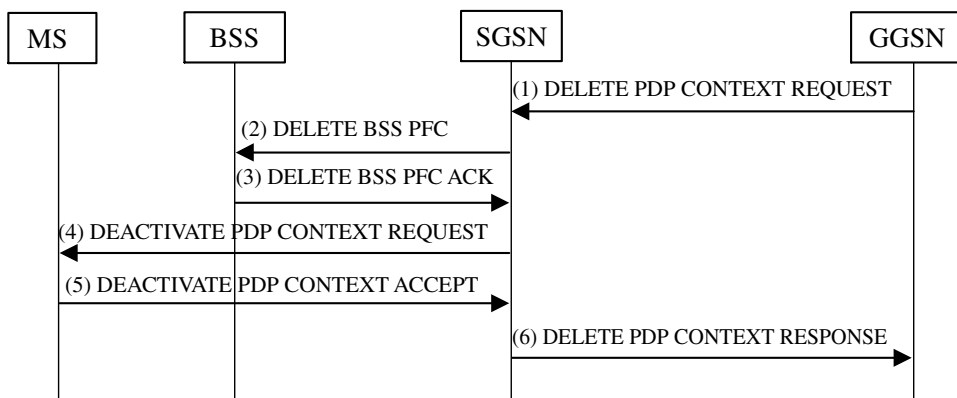 MS
BSS
SGSN
GGSN
(1) DELETE PDP CONTEXT REQUEST
(2) DELETE BSS PFC
(3) DELETE BSS PFC ACK
(4) DEACTIVATE PDP CONTEXT REQUEST
(5) DEACTIVATE PDP CONTEXT ACCEPT
(6) DELETE PDP CONTEXT RESPONSE